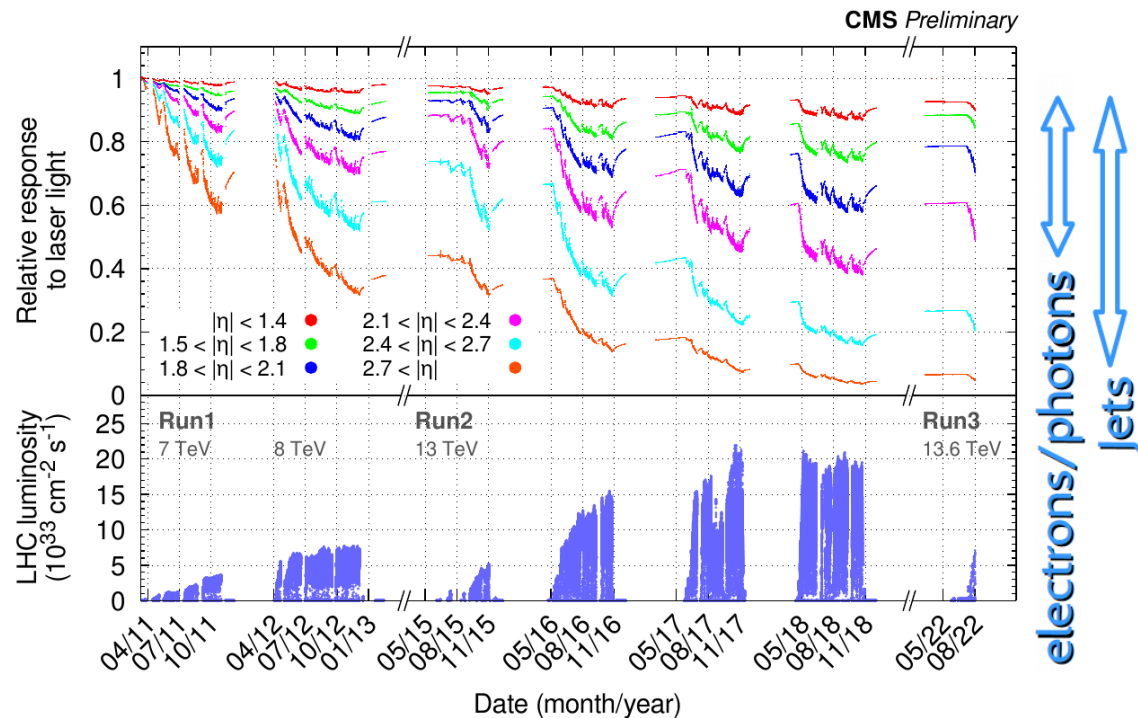 CMS Preliminary
Relative response
to laser light
1
0.8
0.6
0.4
0.2
0
|η| < 1.4
1.5 < |η| < 1.8
1.8 < |η| < 2.1
2.1 < |η| < 2.4
2.4 < |η| < 2.7
2.7 < |η|
LHC luminosity
(10³³ cm⁻² s⁻¹)
25
20
15
10
5
0
Run1
7 TeV
8 TeV
Run2
13 TeV
Run3
13.6 TeV
04/11
07/11
10/11
04/12
07/12
10/12
01/13
05/15
08/15
11/15
05/16
08/16
11/16
05/17
08/17
11/17
05/18
08/18
11/18
05/22
08/22
Date (month/year)
electrons/photons
Jets